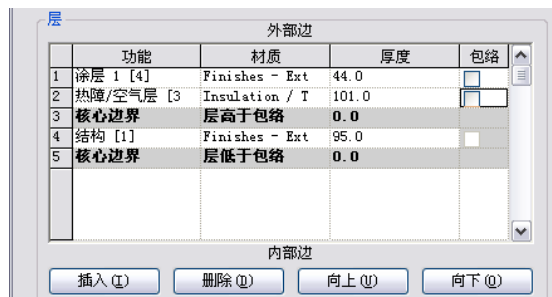 层
外部边
功能 材质 厚度 包络
1 涂层 1 [4] Finishes - Ext 44.0
2 热障/空气层 [3 Insulation / T 101.0
3 核心边界 层高于包络 0.0
4 结构 [1] Finishes - Ext 95.0
5 核心边界 层低于包络 0.0
内部边
插入(I) 删除(D) 向上(U) 向下(O)